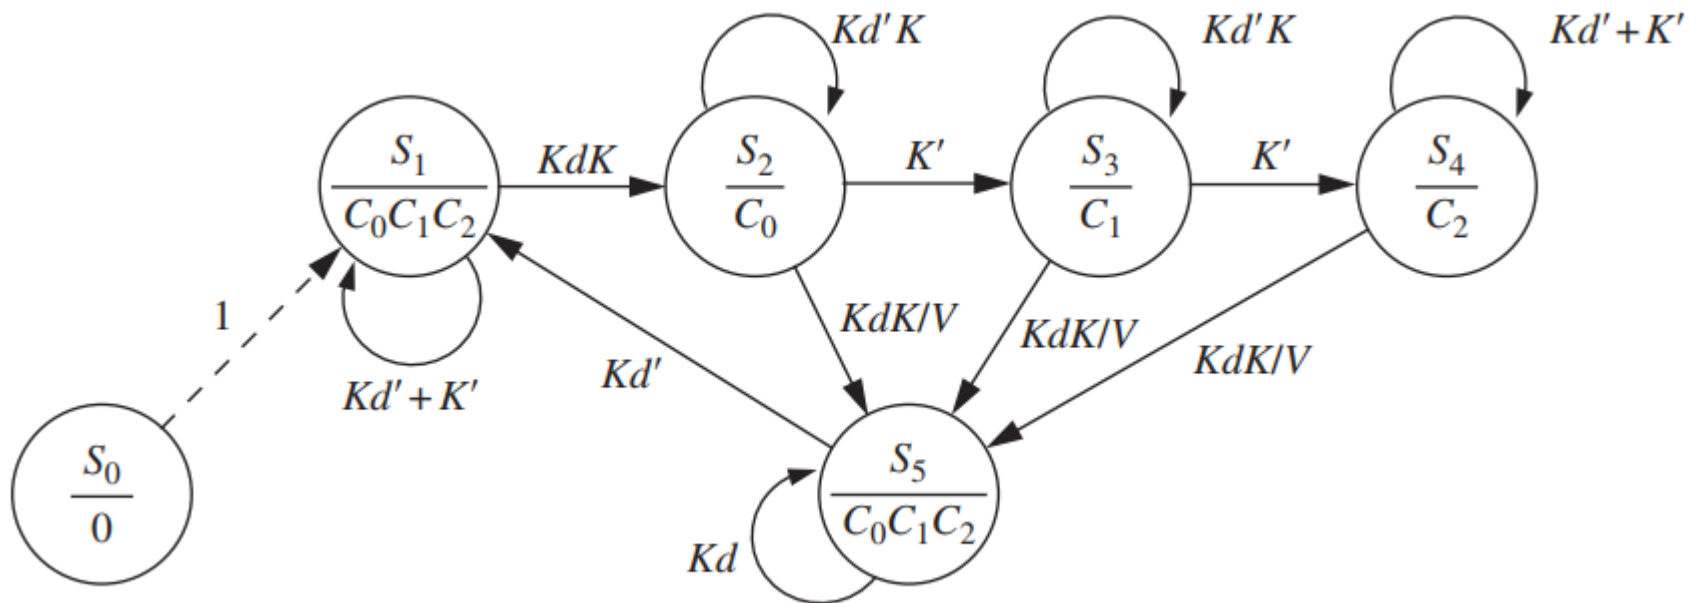 Kd′K
Kd′K
Kd′ + K′
S₁
C₀C₁C₂
KdK
S₂
C₀
K′
S₃
C₁
K′
S₄
C₂
1
Kd′ + K′
Kd′
KdK/V
KdK/V
KdK/V
S₀
0
S₅
C₀C₁C₂
Kd